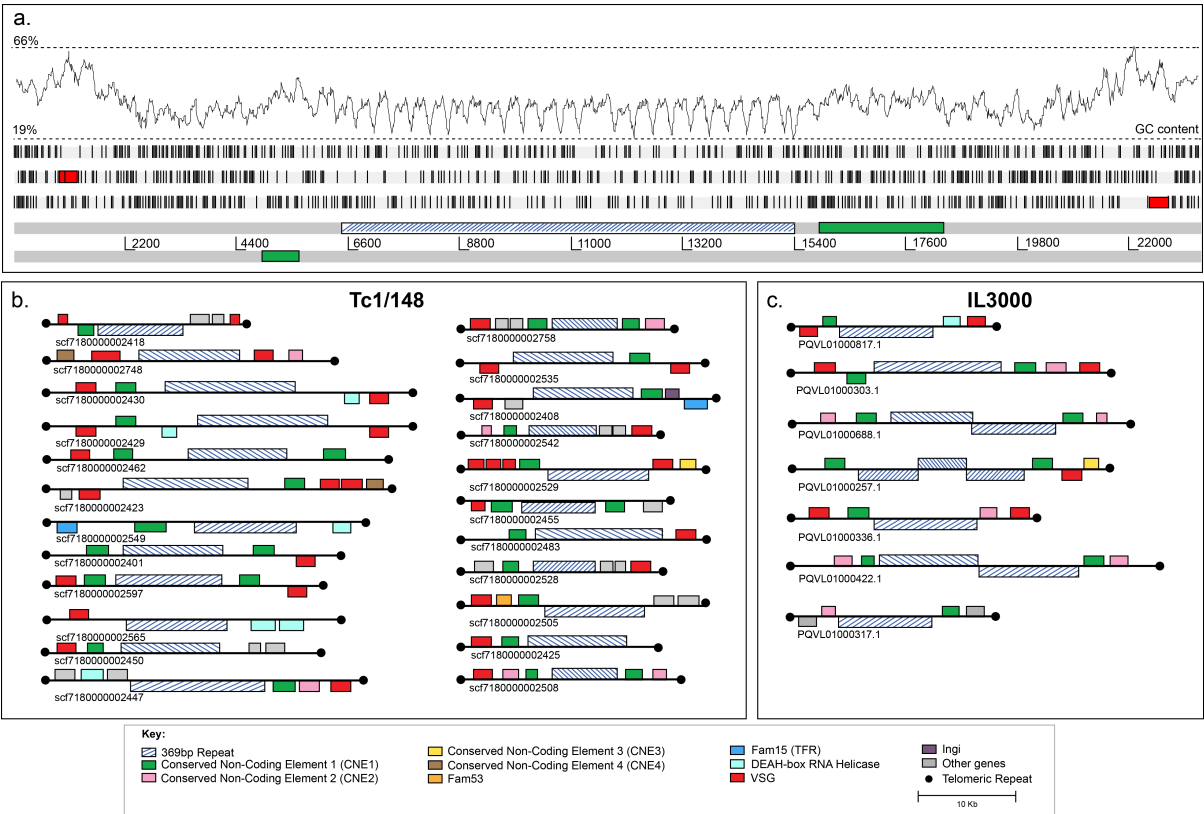 a.
66%
19%
GC content
2200 4400 6600 8800 11000 13200 15400 17600 19800 22000
b.
Tc1/148
scf7180000002418
scf7180000002748
scf7180000002430
scf7180000002429
scf7180000002462
scf7180000002423
scf7180000002549
scf7180000002401
scf7180000002597
scf7180000002565
scf7180000002450
scf7180000002447
scf7180000002758
scf7180000002535
scf7180000002408
scf7180000002542
scf7180000002529
scf7180000002455
scf7180000002483
scf7180000002528
scf7180000002505
scf7180000002425
scf7180000002508
c.
IL3000
PQVL01000817.1
PQVL01000303.1
PQVL01000688.1
PQVL01000257.1
PQVL01000336.1
PQVL01000422.1
PQVL01000317.1
Key:
369bp Repeat
Conserved Non-Coding Element 1 (CNE1)
Conserved Non-Coding Element 2 (CNE2)
Conserved Non-Coding Element 3 (CNE3)
Conserved Non-Coding Element 4 (CNE4)
Fam53
Fam15 (TFR)
DEAH-box RNA Helicase
VSG
Ingi
Other genes
Telomeric Repeat
10 Kb